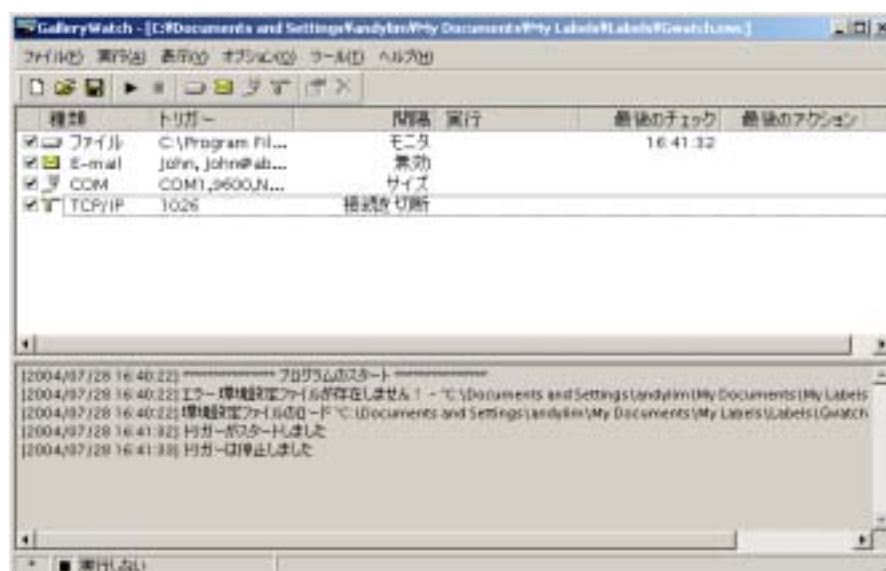 GalleryWatch - [C:¥Documents and Settings¥andylim¥My Documents¥My Labels¥Labels¥Gwatch.swc]
ファイル(F) 実行(A) 表示(V) オプション(O) ツール(T) ヘルプ(H)
種類 トリガー 間隔 実行 最後のチェック 最後のアクション
ファイル C:\Program Fil... モニタ 16:41:32
E-mail John, John@ab... 無効
COM COM1,9600,N... サイズ
TCP/IP 1026 接続を切断
[2004/07/28 16:40:22] プログラムのスタート
[2004/07/28 16:40:22] エラー - 環境設定ファイルが存在しません! - 'C:\Documents and Settings\andylim\My Documents\My Labels
[2004/07/28 16:40:22] 環境設定ファイルのロード 'C:\Documents and Settings\andylim\My Documents\My Labels\Labels\Gwatch
[2004/07/28 16:41:32] トリガーがスタートしました
[2004/07/28 16:41:33] トリガーは停止しました
実行しない